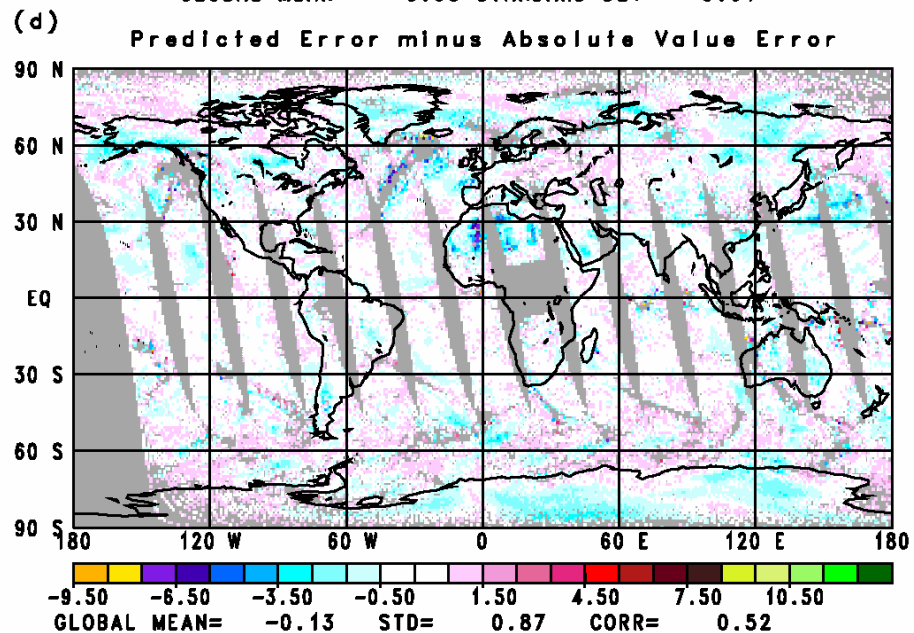 (d)
Predicted Error minus Absolute Value Error
90 N
60 N
30 N
EQ
30 S
60 S
90 S
180 120 W 60 W 0 60 E 120 E 180
-9.50 -6.50 -3.50 -0.50 1.50 4.50 7.50 10.50
GLOBAL MEAN= -0.13 STD= 0.87 CORR= 0.52